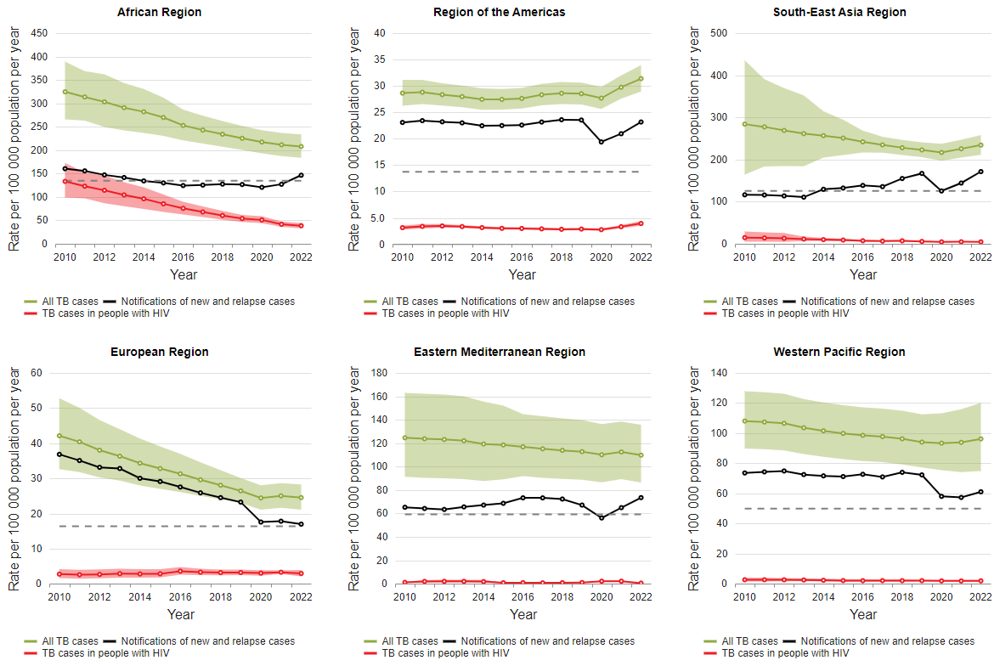 African Region
Rate per 100 000 population per year
450
400
350
300
250
200
150
100
50
0
2010 2012 2014 2016 2018 2020 2022
Year
All TB cases Notifications of new and relapse cases
TB cases in people with HIV
Region of the Americas
Rate per 100 000 population per year
40
35
30
25
20
15
10
5.0
0
2010 2012 2014 2016 2018 2020 2022
Year
All TB cases Notifications of new and relapse cases
TB cases in people with HIV
South-East Asia Region
Rate per 100 000 population per year
500
400
300
200
100
0
2010 2012 2014 2016 2018 2020 2022
Year
All TB cases Notifications of new and relapse cases
TB cases in people with HIV
European Region
Rate per 100 000 population per year
60
50
40
30
20
10
0
2010 2012 2014 2016 2018 2020 2022
Year
All TB cases Notifications of new and relapse cases
TB cases in people with HIV
Eastern Mediterranean Region
Rate per 100 000 population per year
180
160
140
120
100
80
60
40
20
0
2010 2012 2014 2016 2018 2020 2022
Year
All TB cases Notifications of new and relapse cases
TB cases in people with HIV
Western Pacific Region
Rate per 100 000 population per year
140
120
100
80
60
40
20
0
2010 2012 2014 2016 2018 2020 2022
Year
All TB cases Notifications of new and relapse cases
TB cases in people with HIV